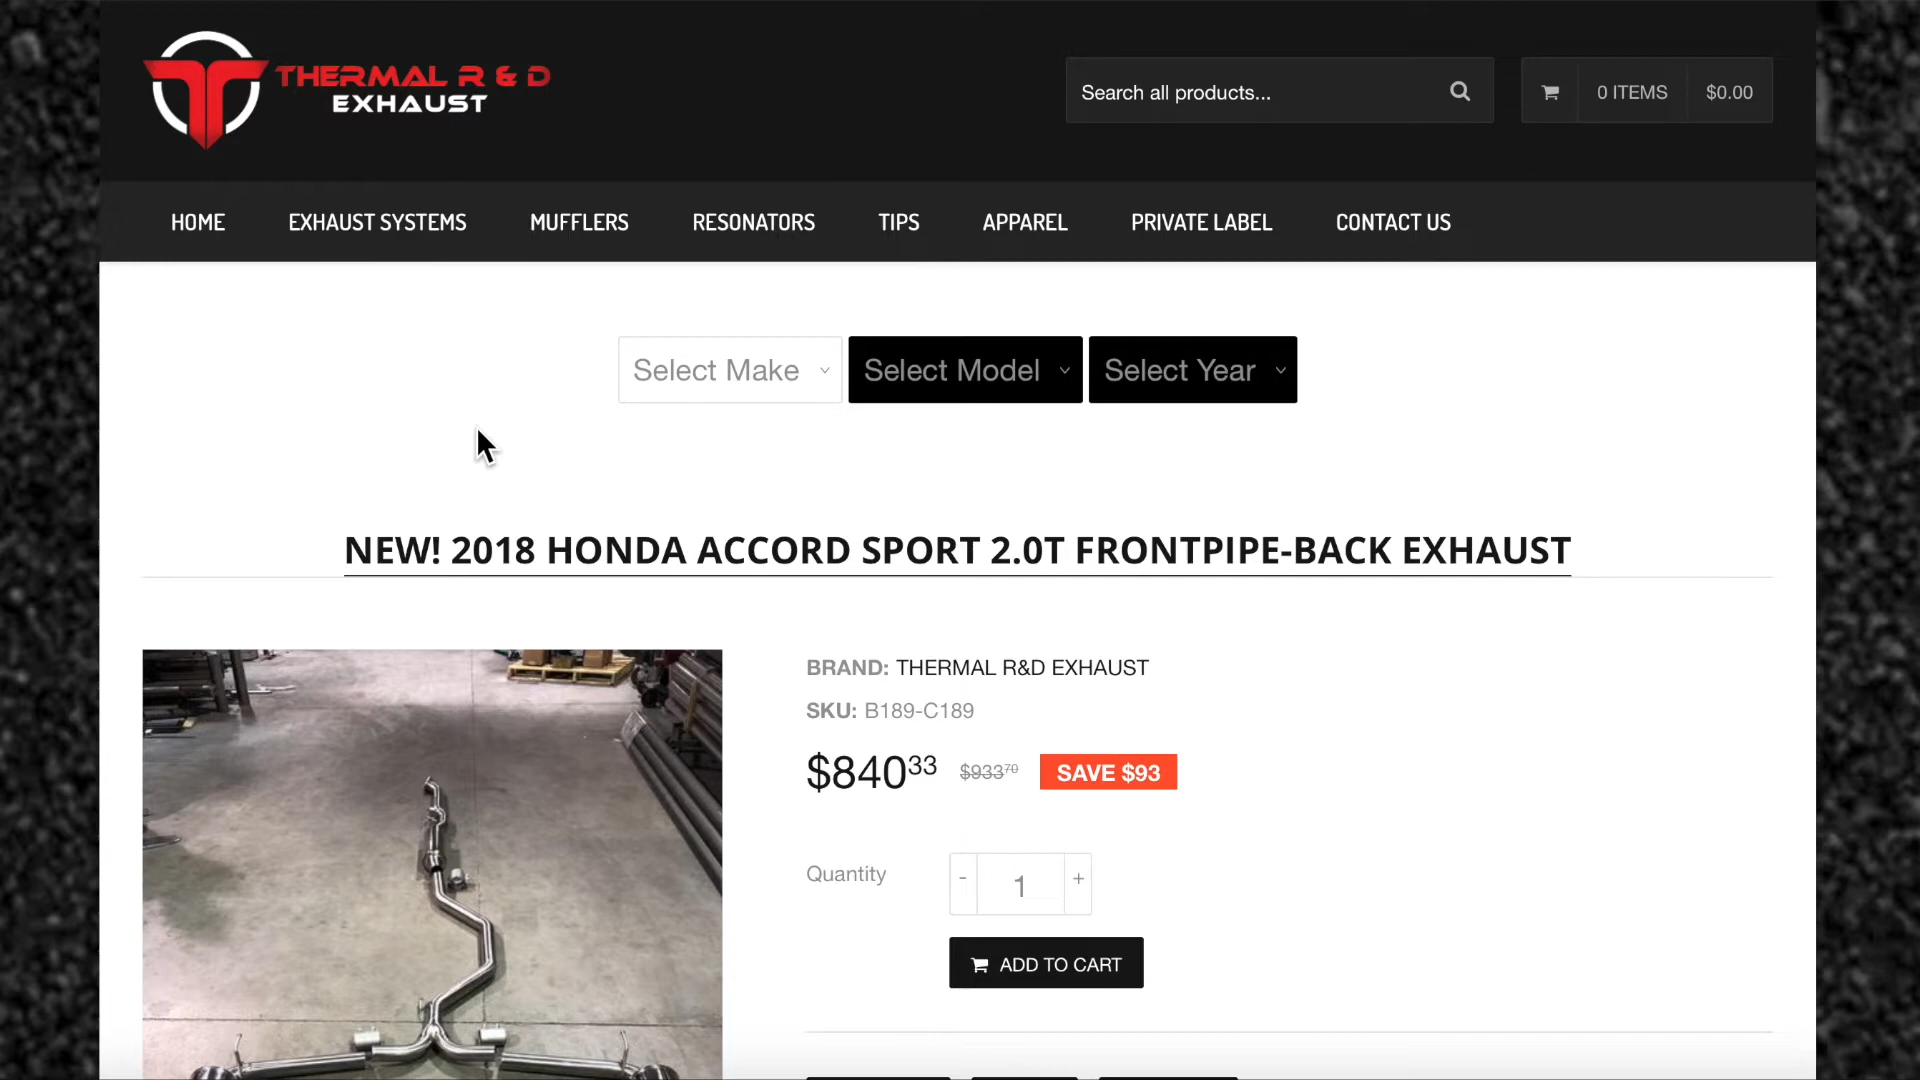 THERMAL R & D
EXHAUST
Search all products...
0 ITEMS
$0.00
HOME
EXHAUST SYSTEMS
MUFFLERS
RESONATORS
TIPS
APPAREL
PRIVATE LABEL
CONTACT US
Select Make
Select Model
Select Year
NEW! 2018 HONDA ACCORD SPORT 2.0T FRONTPIPE-BACK EXHAUST
BRAND: THERMAL R&D EXHAUST
SKU: B189-C189
$840 33 $933 70 SAVE $93
Quantity - 1 +
ADD TO CART